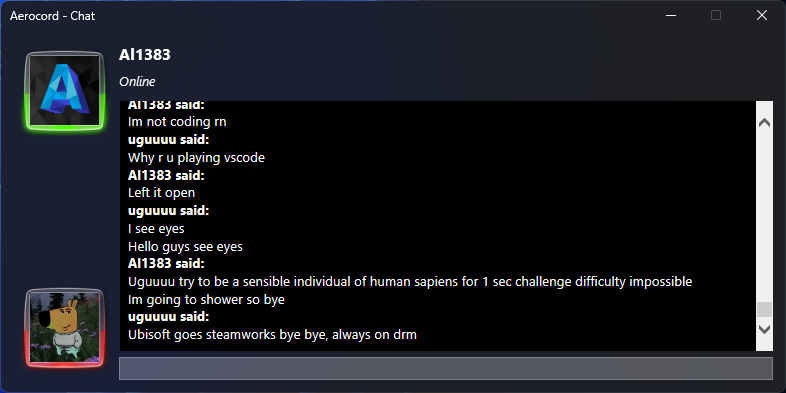 Aerocord - Chat
Al1383
Online
Al1383 said:
Im not coding rn
uguuuu said:
Why r u playing vscode
Al1383 said:
Left it open
uguuuu said:
I see eyes
Hello guys see eyes
Al1383 said:
Uguuuu try to be a sensible individual of human sapiens for 1 sec challenge difficulty impossible
Im going to shower so bye
uguuuu said:
Ubisoft goes steamworks bye bye, always on drm